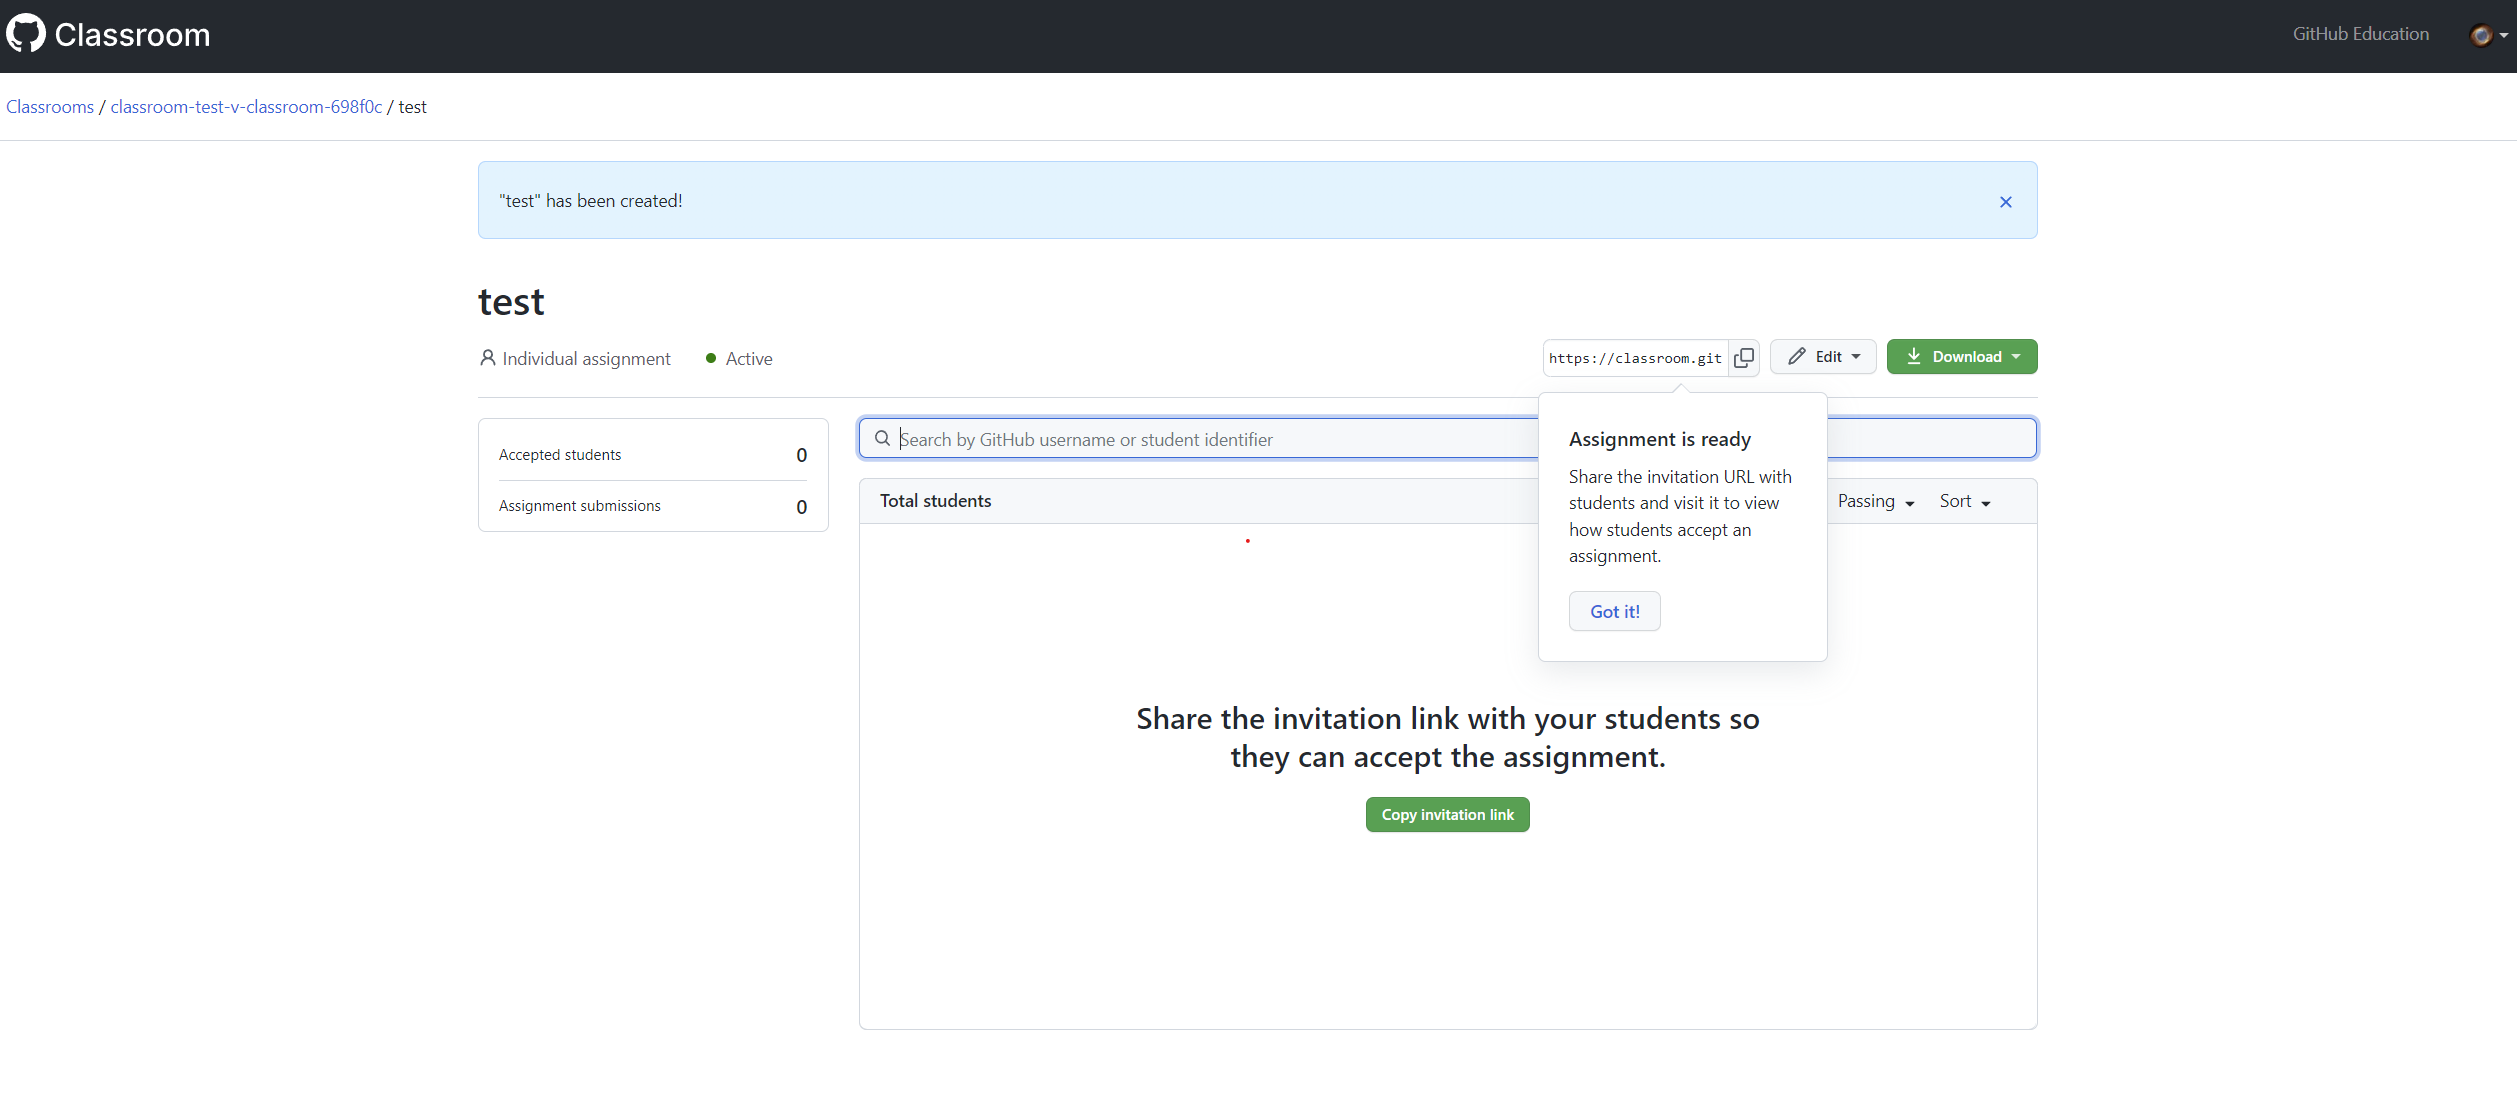 Classroom
GitHub Education
Classrooms / classroom-test-v-classroom-698f0c / test
"test" has been created!
test
Individual assignment
Active
https://classroom.git
Edit
Download
Accepted students 0
Assignment submissions 0
Search by GitHub username or student identifier
Total students
Passing
Sort
Assignment is ready
Share the invitation URL with
students and visit it to view
how students accept an
assignment.
Got it!
Share the invitation link with your students so
they can accept the assignment.
Copy invitation link